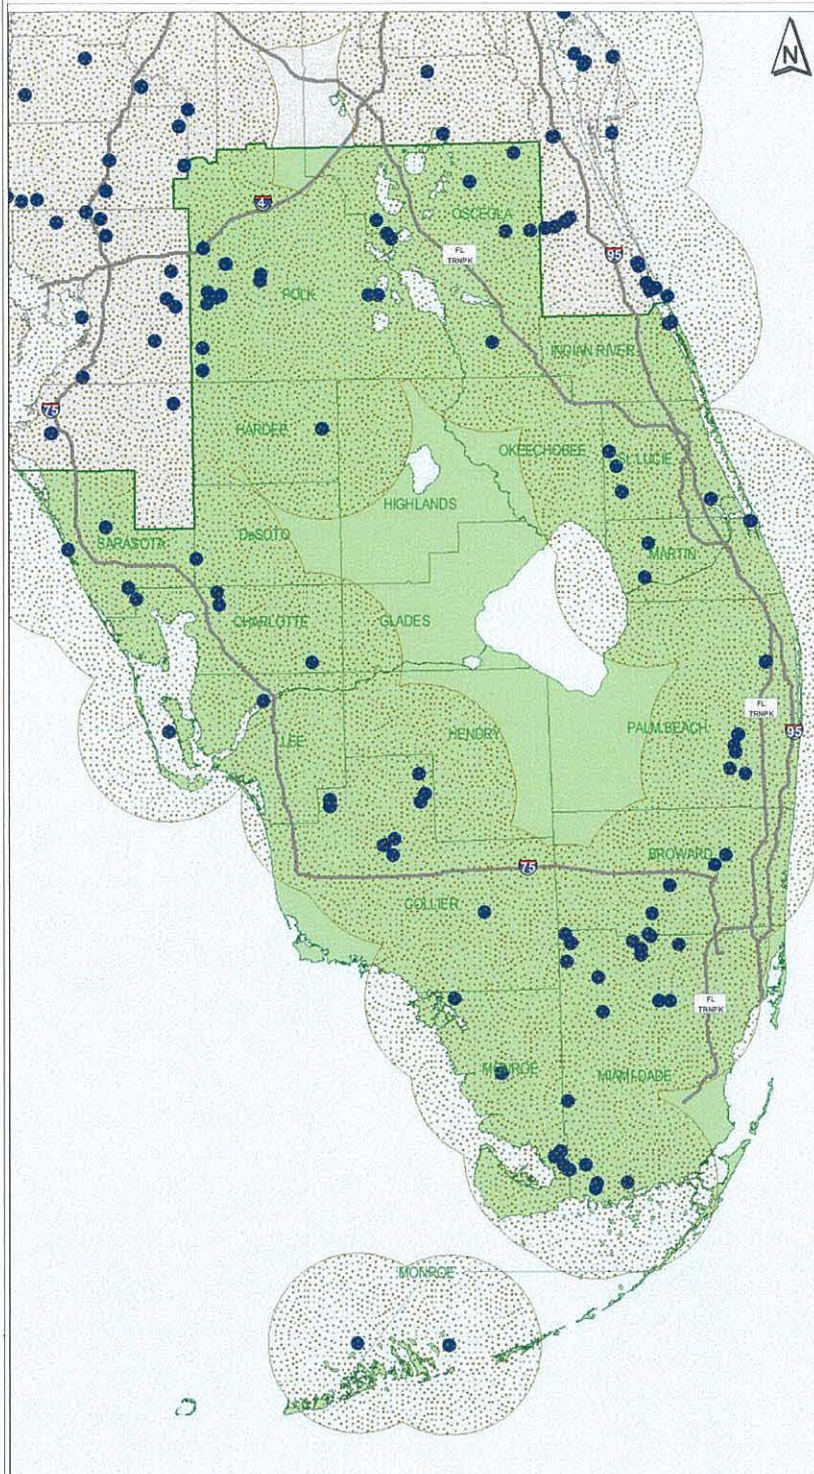 N
4
OSCEOLA
FL
TRNPK
95
POLK
INDIAN RIVER
75
HARDEE
OKEECHOBEE
ST. LUCIE
HIGHLANDS
SARASOTA
DeSOTO
MARTIN
CHARLOTTE
GLADES
FL
TRNPK
LEE
HENDRY
PALM BEACH
95
BROWARD
75
COLLIER
FL
TRNPK
MONROE
MIAMI-DADE
MONROE